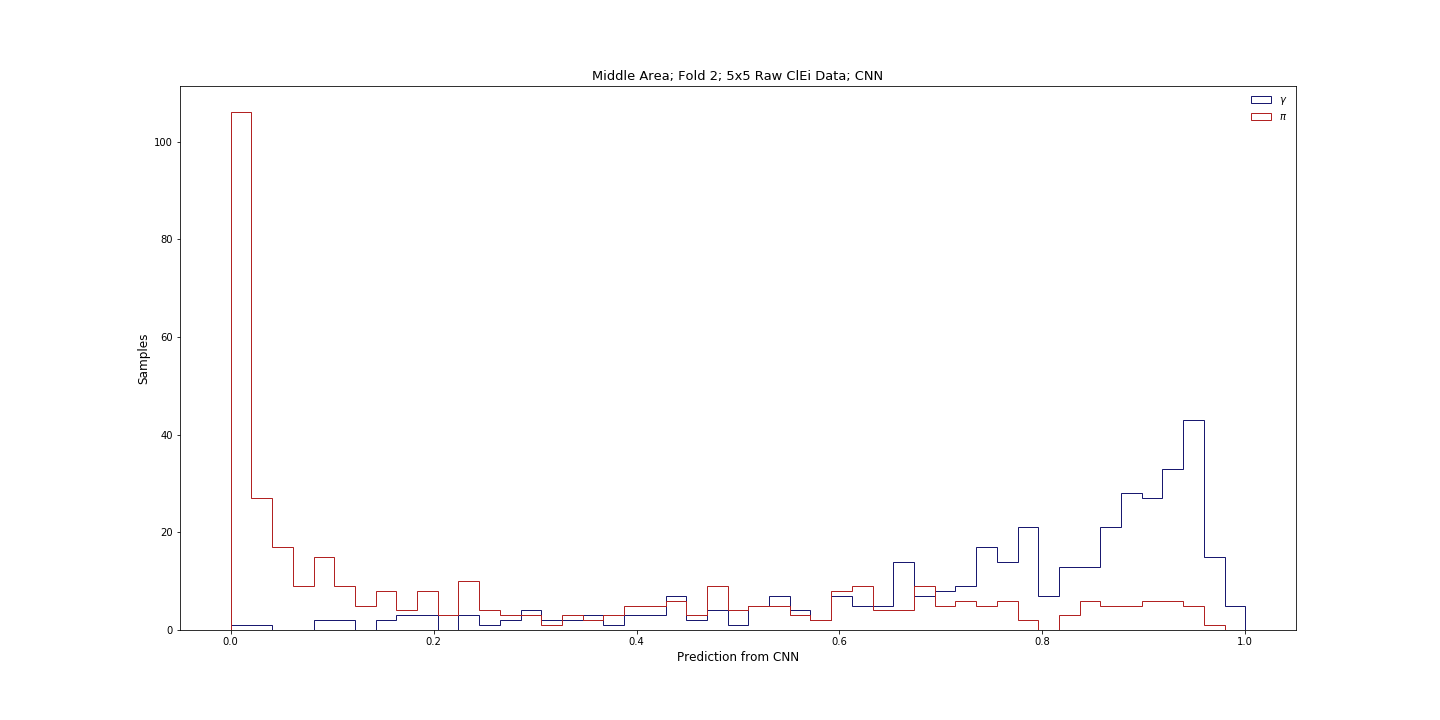 Middle Area; Fold 2; 5x5 Raw ClEi Data; CNN
γ
π
100
80
60
40
20
0
Samples
0.0 0.2 0.4 0.6 0.8 1.0
Prediction from CNN